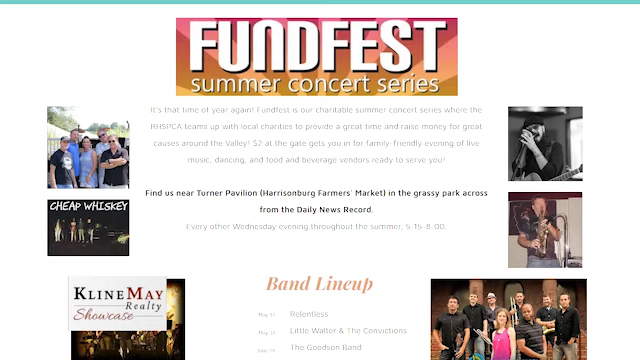 FUNDFEST
summer concert series
It's that time of year again! Fundfest is our charitable summer concert series where the
RHSPCA teams up with local charities to provide a great time and raise money for great
causes around the Valley! $2 at the gate gets you in for family-friendly evening of live
music, dancing, and food and beverage vendors ready to serve you!
CHEAP WHISKEY
Find us near Turner Pavilion (Harrisonburg Farmers' Market) in the grassy park across
from the Daily News Record.
Every other Wednesday evening throughout the summer, 5:15-8:00.
KLINEMAY
Realty
Showcase
Band Lineup
May 17 Relentless
May 31 Little Walter & The Convictions
The Goodson Band